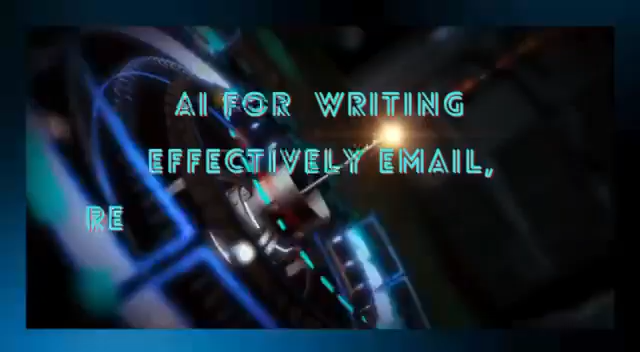 AI FOR WRITING
EFFECTIVELY EMAIL,
RE